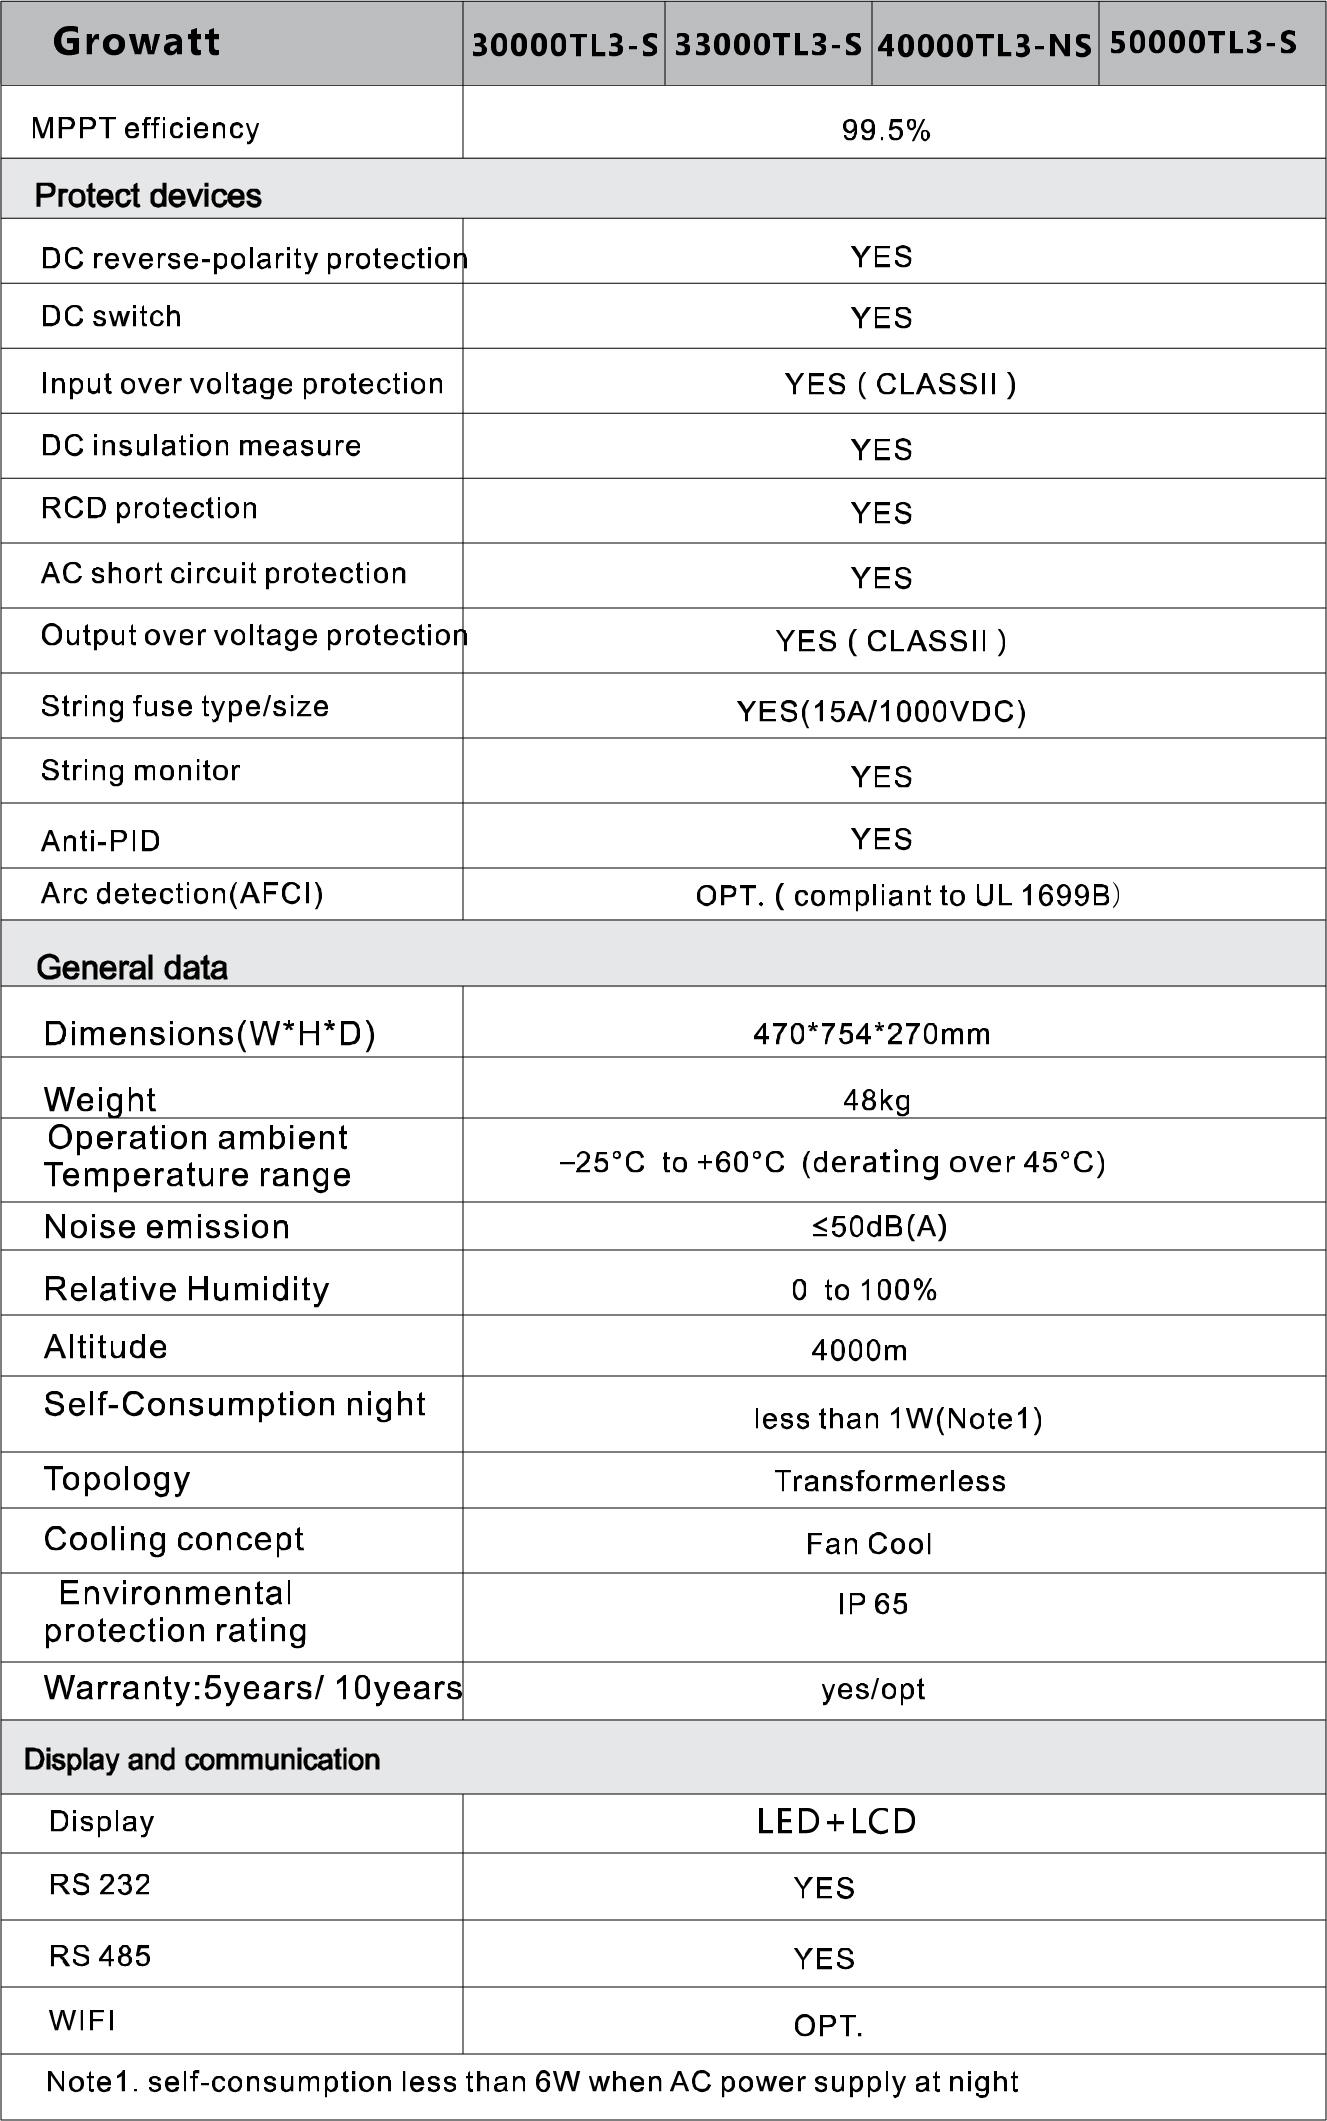 Growatt 30000TL3-S 33000TL3-S 40000TL3-NS 50000TL3-S
MPPT efficiency 99.5%
Protect devices
DC reverse-polarity protection YES
DC switch YES
Input over voltage protection YES ( CLASSII )
DC insulation measure YES
RCD protection YES
AC short circuit protection YES
Output over voltage protection YES ( CLASSII )
String fuse type/size YES(15A/1000VDC)
String monitor YES
Anti-PID YES
Arc detection(AFCI) OPT. ( compliant to UL 1699B)
General data
Dimensions(W*H*D) 470*754*270mm
Weight 48kg
Operation ambient
Temperature range –25°C to +60°C (derating over 45°C)
Noise emission ≤50dB(A)
Relative Humidity 0 to 100%
Altitude 4000m
Self-Consumption night less than 1W(Note1)
Topology Transformerless
Cooling concept Fan Cool
Environmental
protection rating IP 65
Warranty:5years/ 10years yes/opt
Display and communication
Display LED+LCD
RS 232 YES
RS 485 YES
WIFI OPT.
Note1. self-consumption less than 6W when AC power supply at night